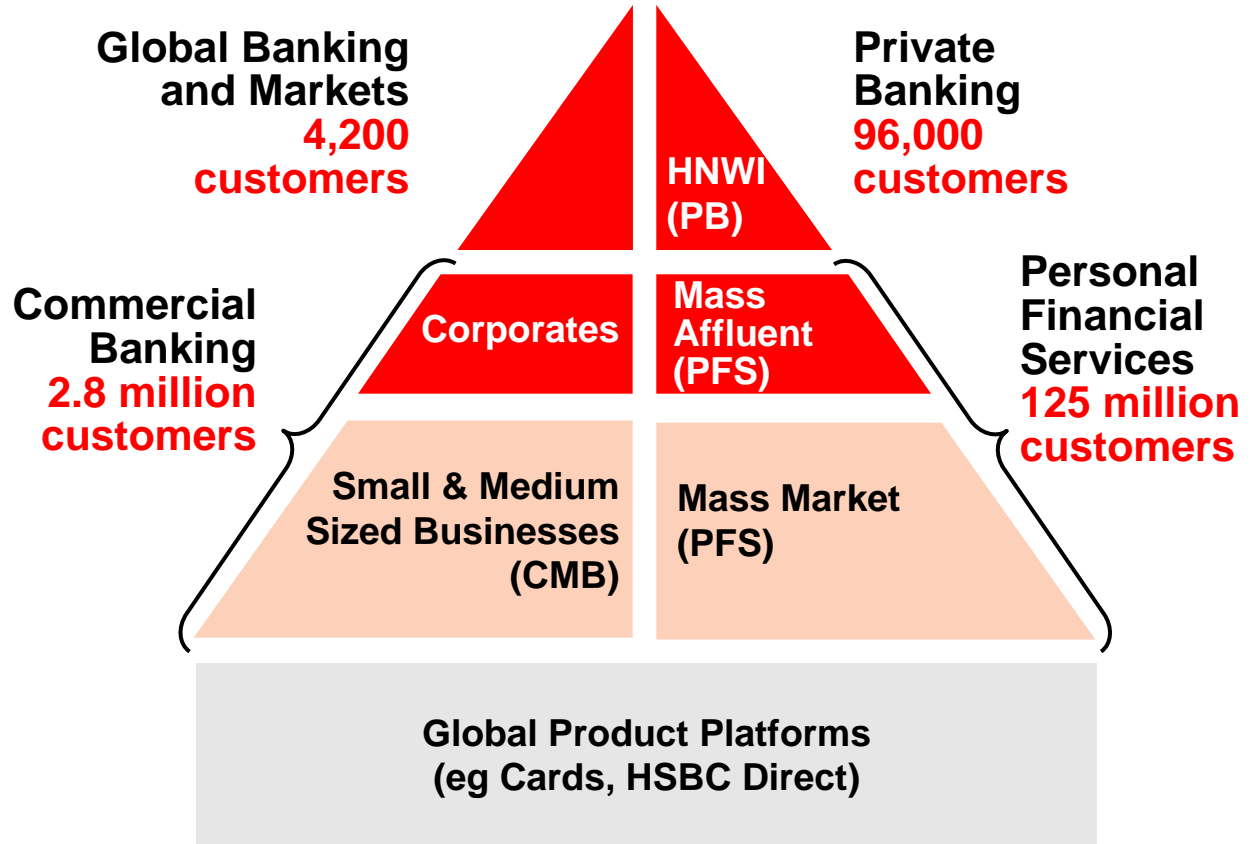 Global Banking
and Markets
4,200
customers
Private
Banking
96,000
customers
HNWI
(PB)
Commercial
Banking
2.8 million
customers
Corporates
Mass
Affluent
(PFS)
Personal
Financial
Services
125 million
customers
Small & Medium
Sized Businesses
(CMB)
Mass Market
(PFS)
Global Product Platforms
(eg Cards, HSBC Direct)